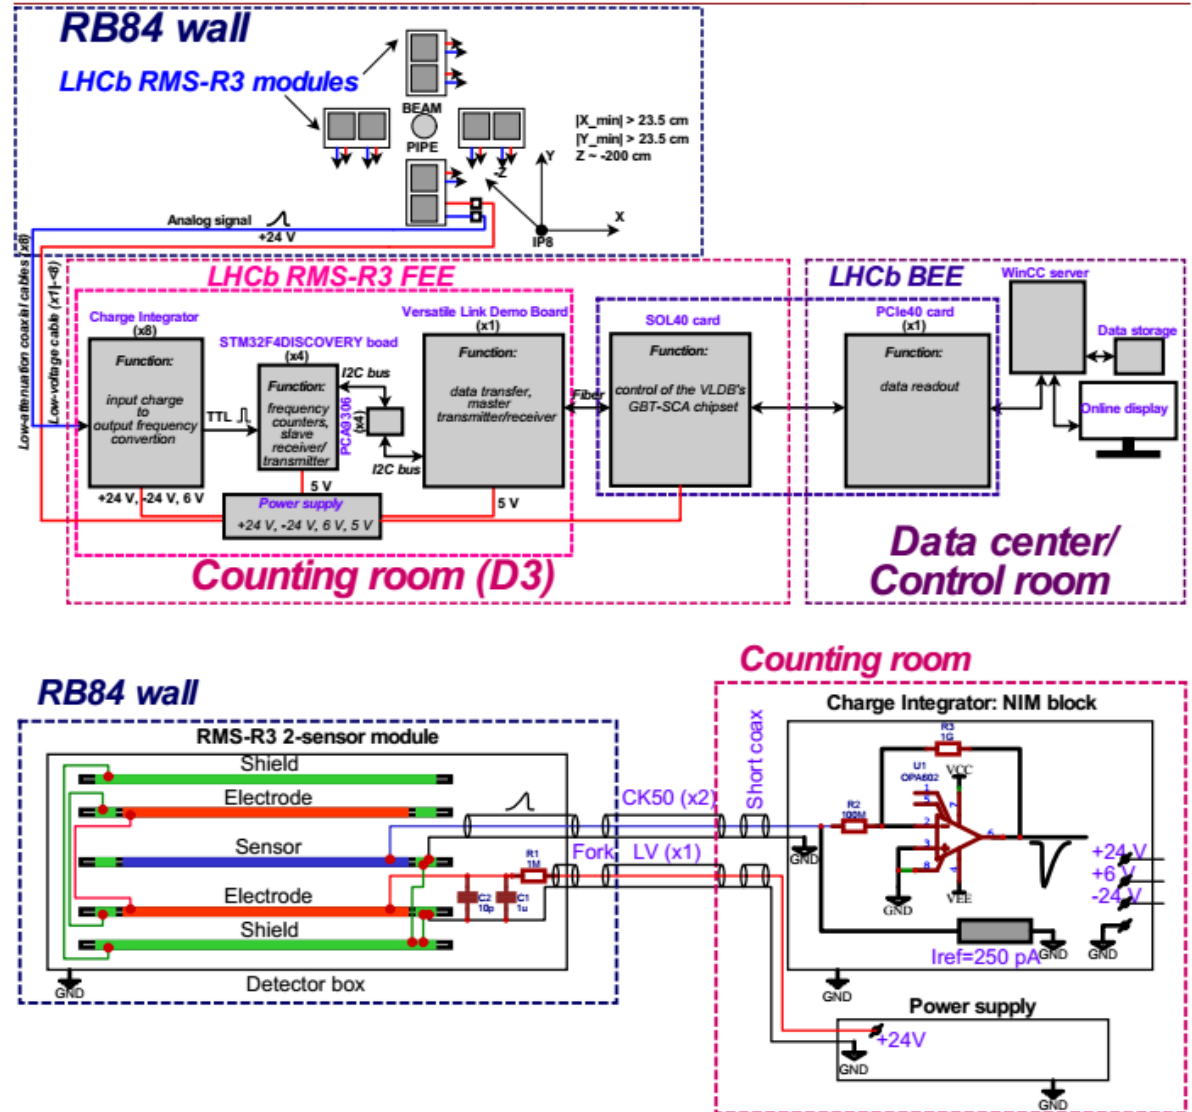 RB84 wall
LHCb RMS-R3 modules
BEAM
PIPE
|X_min| > 23.5 cm
|Y_min| > 23.5 cm
Z ~ -200 cm
Y
-Z
X
IP8
Analog signal
+24 V
Low-attenuation coaxial cables (x8)
Low-voltage cable (x1|-<8)
LHCb RMS-R3 FEE
Charge Integrator
(x8)
Function:
input charge
to
output frequency
convertion
+24 V, -24 V, 6 V
TTL
STM32F4DISCOVERY boad
(x4)
Function:
frequency
counters,
slave
receiver/
transmitter
5 V
I2C bus
PCA9306
(x4)
I2C bus
Versatile Link Demo Board
(x1)
Function:
data transfer,
master
transmitter/receiver
5 V
Power supply
+24 V, -24 V, 6 V, 5 V
Fiber
SOL40 card
Function:
control of the VLDB's
GBT-SCA chipset
Counting room (D3)
LHCb BEE
PCIe40 card
(x1)
Function:
data readout
WinCC server
Data storage
Online display
Data center/
Control room
RB84 wall
RMS-R3 2-sensor module
Shield
Electrode
Sensor
Electrode
Shield
R1
1M
C2
10p
C1
1u
GND
Detector box
CK50 (x2)
Fork
LV (x1)
Short coax
Counting room
Charge Integrator: NIM block
R3
1G
U1
OPA602
VCC
R2
100M
1
5
7
2
6
3
8
4
VEE
GND
GND
+24 V
+6 V
-24 V
Iref=250 pA
GND
GND
GND
Power supply
+24V
GND
GND